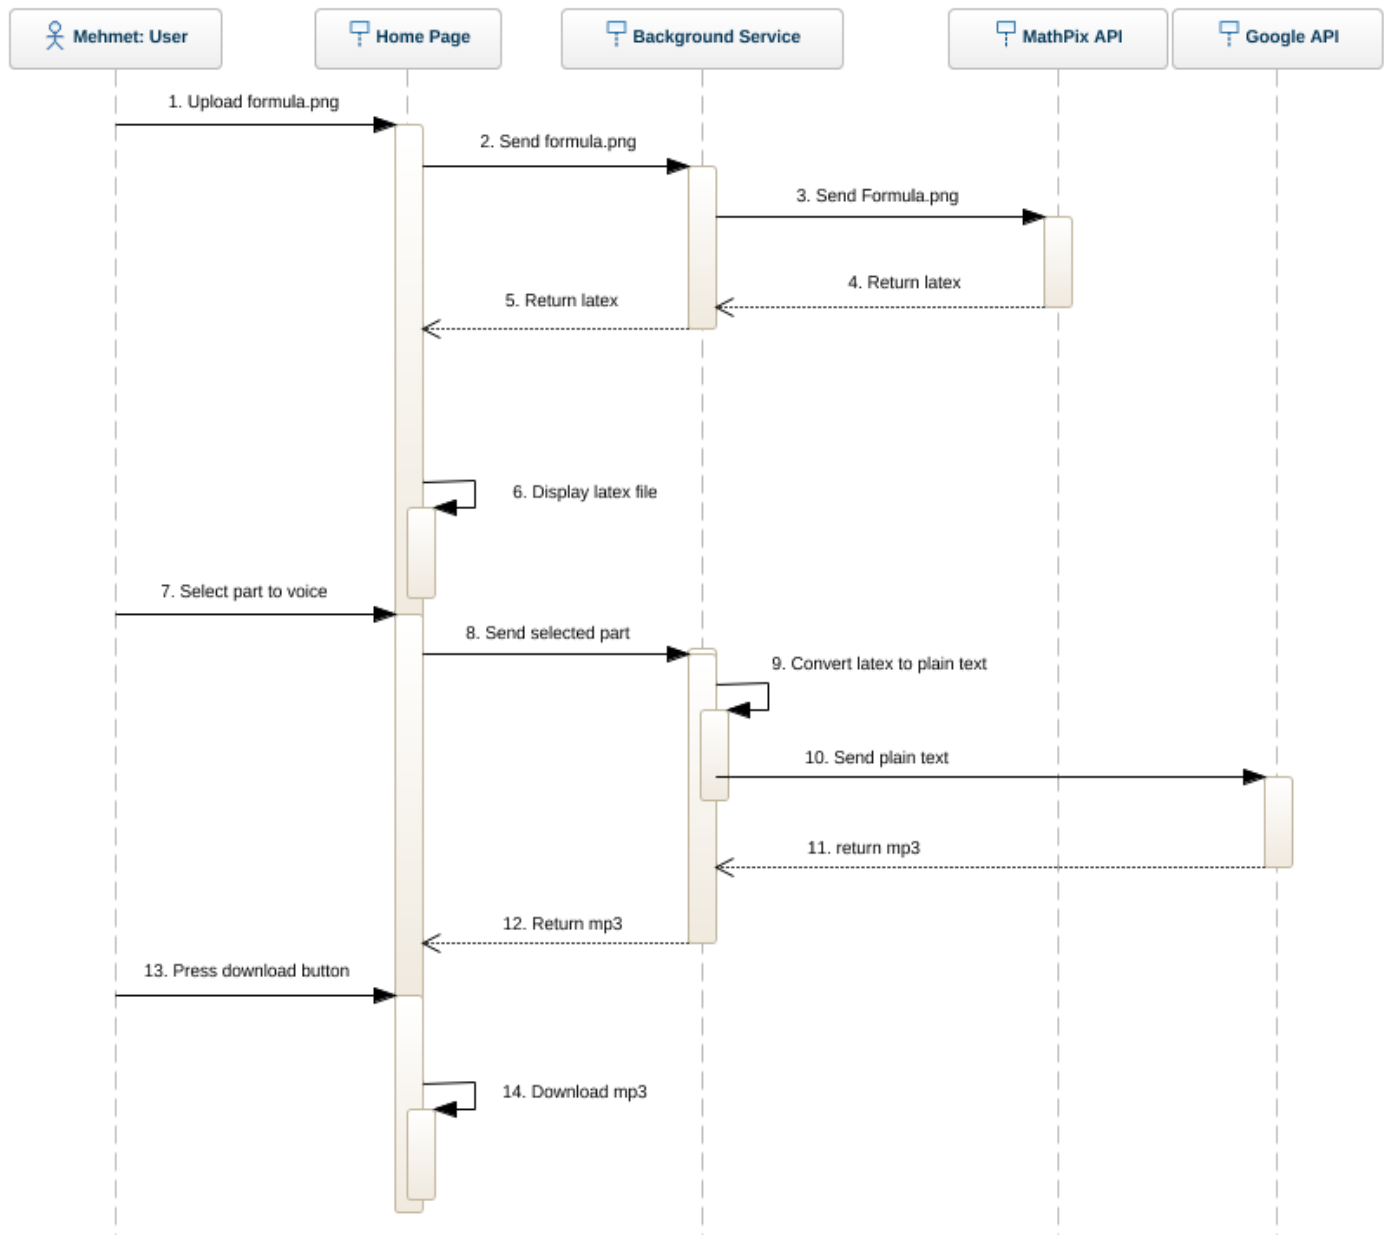 Mehmet: User
Home Page
Background Service
MathPix API
Google API
1. Upload formula.png
2. Send formula.png
3. Send Formula.png
4. Return latex
5. Return latex
6. Display latex file
7. Select part to voice
8. Send selected part
9. Convert latex to plain text
10. Send plain text
11. return mp3
12. Return mp3
13. Press download button
14. Download mp3